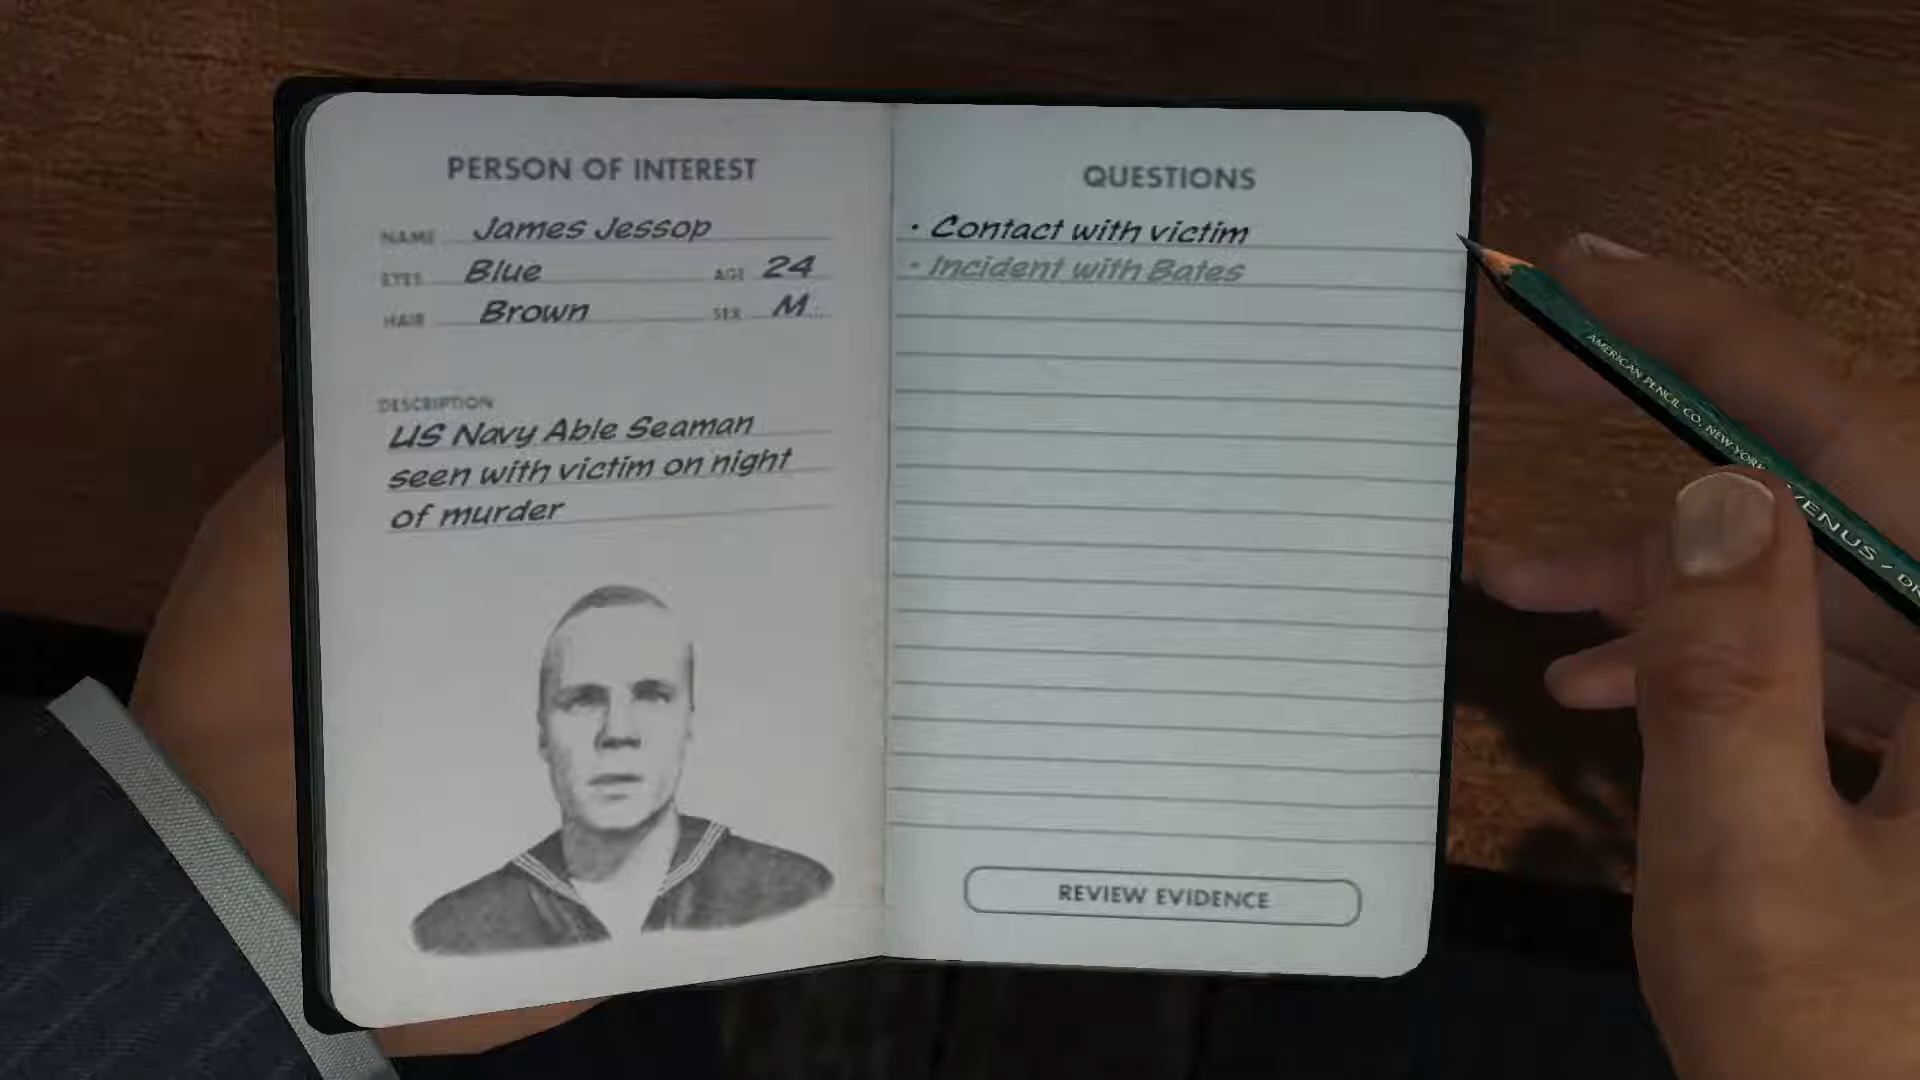 PERSON OF INTEREST
NAME James Jessop
EYES Blue AGE 24
HAIR Brown SEX M
DESCRIPTION
US Navy Able Seaman
seen with victim on night
of murder
QUESTIONS
• Contact with victim
• Incident with Bates
REVIEW EVIDENCE
AMERICAN PENCIL CO. NEW-YORK
VENUS / DR